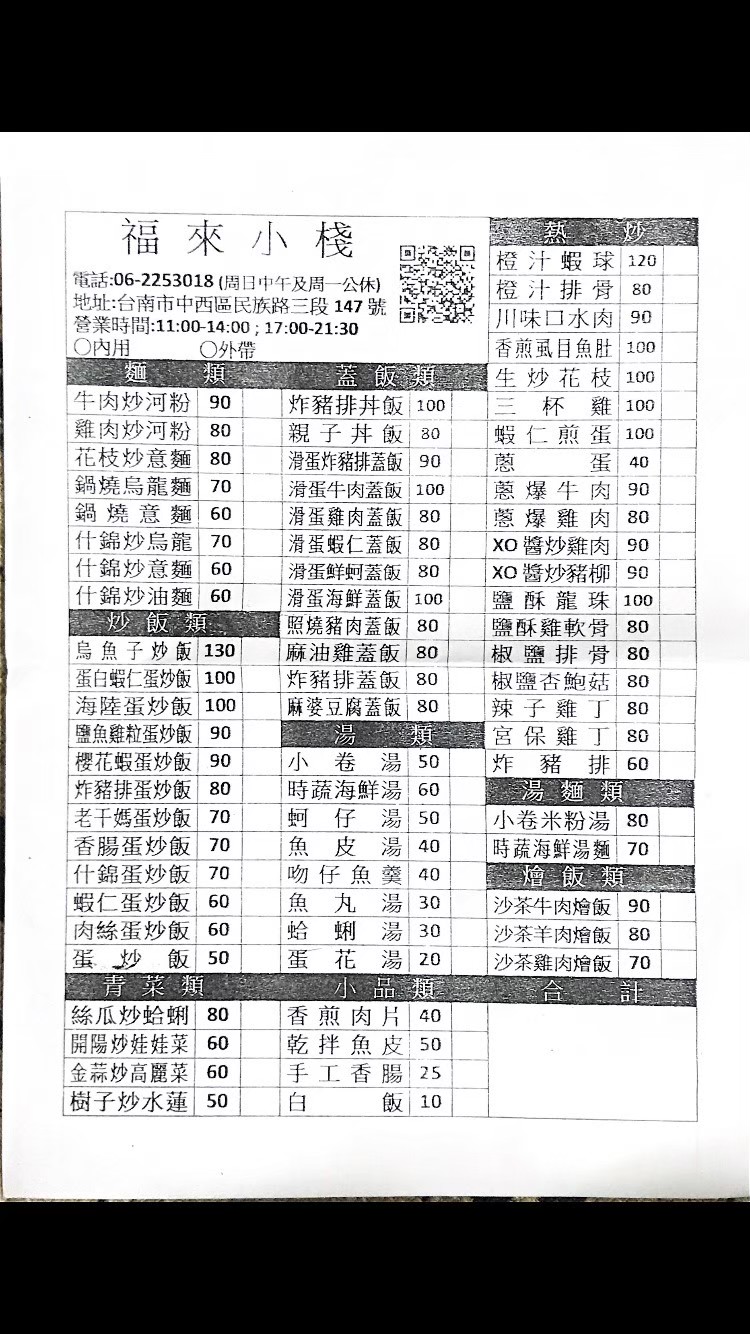 福來小棧
電話:06-2253018 (周日中午及周一公休)
地址:台南市中西區民族路三段 147 號
營業時間:11:00-14:00 ; 17:00-21:30
〇內用 〇外帶
麵類
牛肉炒河粉 90
雞肉炒河粉 80
花枝炒意麵 80
鍋燒烏龍麵 70
鍋燒意麵 60
什錦炒烏龍 70
什錦炒意麵 60
什錦炒油麵 60
炒飯類
烏魚子炒飯 130
蛋白蝦仁蛋炒飯 100
海陸蛋炒飯 100
鹽魚雞粒蛋炒飯 90
櫻花蝦蛋炒飯 90
炸豬排蛋炒飯 80
老干媽蛋炒飯 70
香腸蛋炒飯 70
什錦蛋炒飯 70
蝦仁蛋炒飯 60
肉絲蛋炒飯 60
蛋炒飯 50
青菜類
絲瓜炒蛤蜊 80
開陽炒娃娃菜 60
金蒜炒高麗菜 60
樹子炒水蓮 50
蓋飯類
炸豬排丼飯 100
親子丼飯 80
滑蛋炸豬排蓋飯 90
滑蛋牛肉蓋飯 100
滑蛋雞肉蓋飯 80
滑蛋蝦仁蓋飯 80
滑蛋鮮蚵蓋飯 80
滑蛋海鮮蓋飯 100
照燒豬肉蓋飯 80
麻油雞蓋飯 80
炸豬排蓋飯 80
麻婆豆腐蓋飯 80
湯類
小卷湯 50
時蔬海鮮湯 60
蚵仔湯 50
魚皮湯 40
吻仔魚羹 40
魚丸湯 30
蛤蜊湯 30
蛋花湯 20
小品類
香煎肉片 40
乾拌魚皮 50
手工香腸 25
白飯 10
熱炒
橙汁蝦球 120
橙汁排骨 80
川味口水肉 90
香煎虱目魚肚 100
生炒花枝 100
三杯雞 100
蝦仁煎蛋 100
蔥蛋 40
蔥爆牛肉 90
蔥爆雞肉 80
XO 醬炒雞肉 90
XO 醬炒豬柳 90
鹽酥龍珠 100
鹽酥雞軟骨 80
椒鹽排骨 80
椒鹽杏鮑菇 80
辣子雞丁 80
宮保雞丁 80
炸豬排 60
湯麵類
小卷米粉湯 80
時蔬海鮮湯麵 70
燴飯類
沙茶牛肉燴飯 90
沙茶羊肉燴飯 80
沙茶雞肉燴飯 70
合計